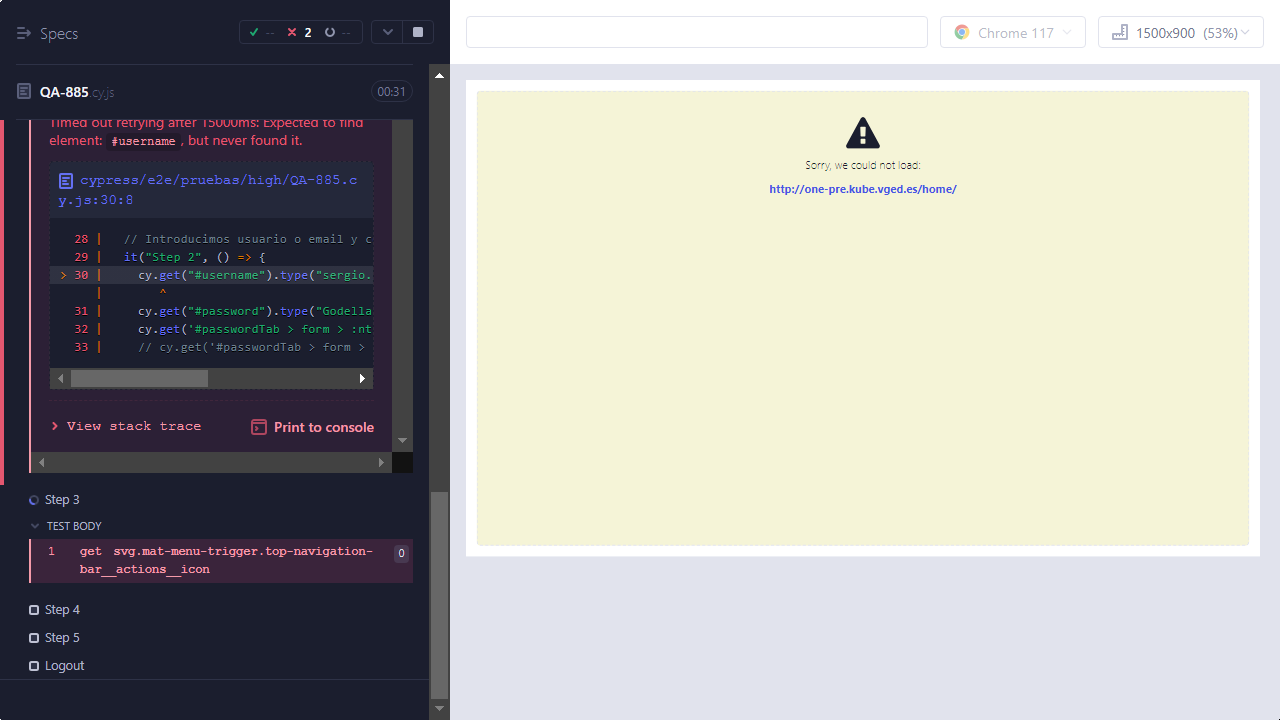 Specs
-- 2 --
QA-885.cy.js
00:31
Timed out retrying after 15000ms: Expected to find
element: #username, but never found it.
cypress/e2e/pruebas/high/QA-885.c
y.js:30:8
28 | // Introducimos usuario o email y c
29 | it("Step 2", () => {
> 30 | cy.get("#username").type("sergio.
| ^
31 | cy.get("#password").type("Godella
32 | cy.get('#passwordTab > form > :nt
33 | // cy.get('#passwordTab > form >
> View stack trace
Print to console
Step 3
TEST BODY
1 get svg.mat-menu-trigger.top-navigation-
bar__actions__icon
0
Step 4
Step 5
Logout
Chrome 117
1500x900 (53%)
Sorry, we could not load:
http://one-pre.kube.vged.es/home/